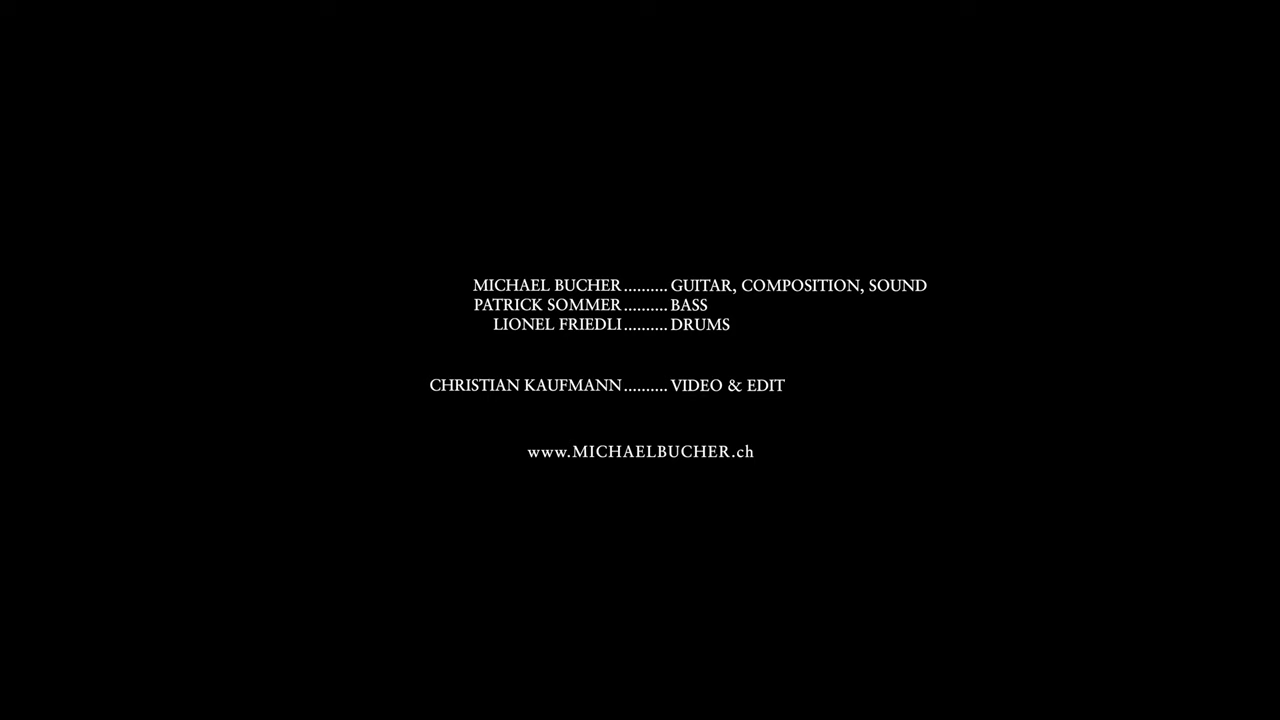 MICHAEL BUCHER.......... GUITAR, COMPOSITION, SOUND
PATRICK SOMMER.......... BASS
LIONEL FRIEDLI.......... DRUMS
CHRISTIAN KAUFMANN.......... VIDEO & EDIT
www.MICHAELBUCHER.ch